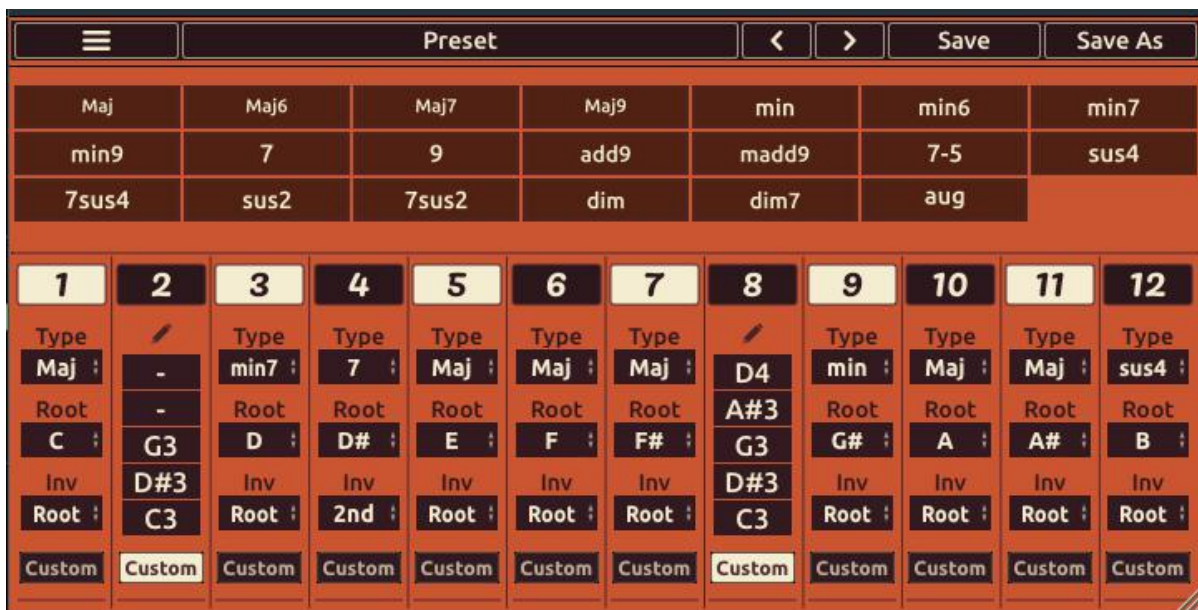 Preset Save Save As
Maj Maj6 Maj7 Maj9 min min6 min7
min9 7 9 add9 madd9 7-5 sus4
7sus4 sus2 7sus2 dim dim7 aug
1 2 3 4 5 6 7 8 9 10 11 12
Type Type Type Type Type Type Type Type Type Type
Maj - min7 7 Maj Maj Maj D4 min Maj Maj sus4
Root - Root Root Root Root Root A#3 Root Root Root Root
C G3 D D# E F F# G3 G# A A# B
Inv D#3 Inv Inv Inv Inv Inv D#3 Inv Inv Inv Inv
Root C3 Root 2nd Root Root Root C3 Root Root Root Root
Custom Custom Custom Custom Custom Custom Custom Custom Custom Custom Custom Custom